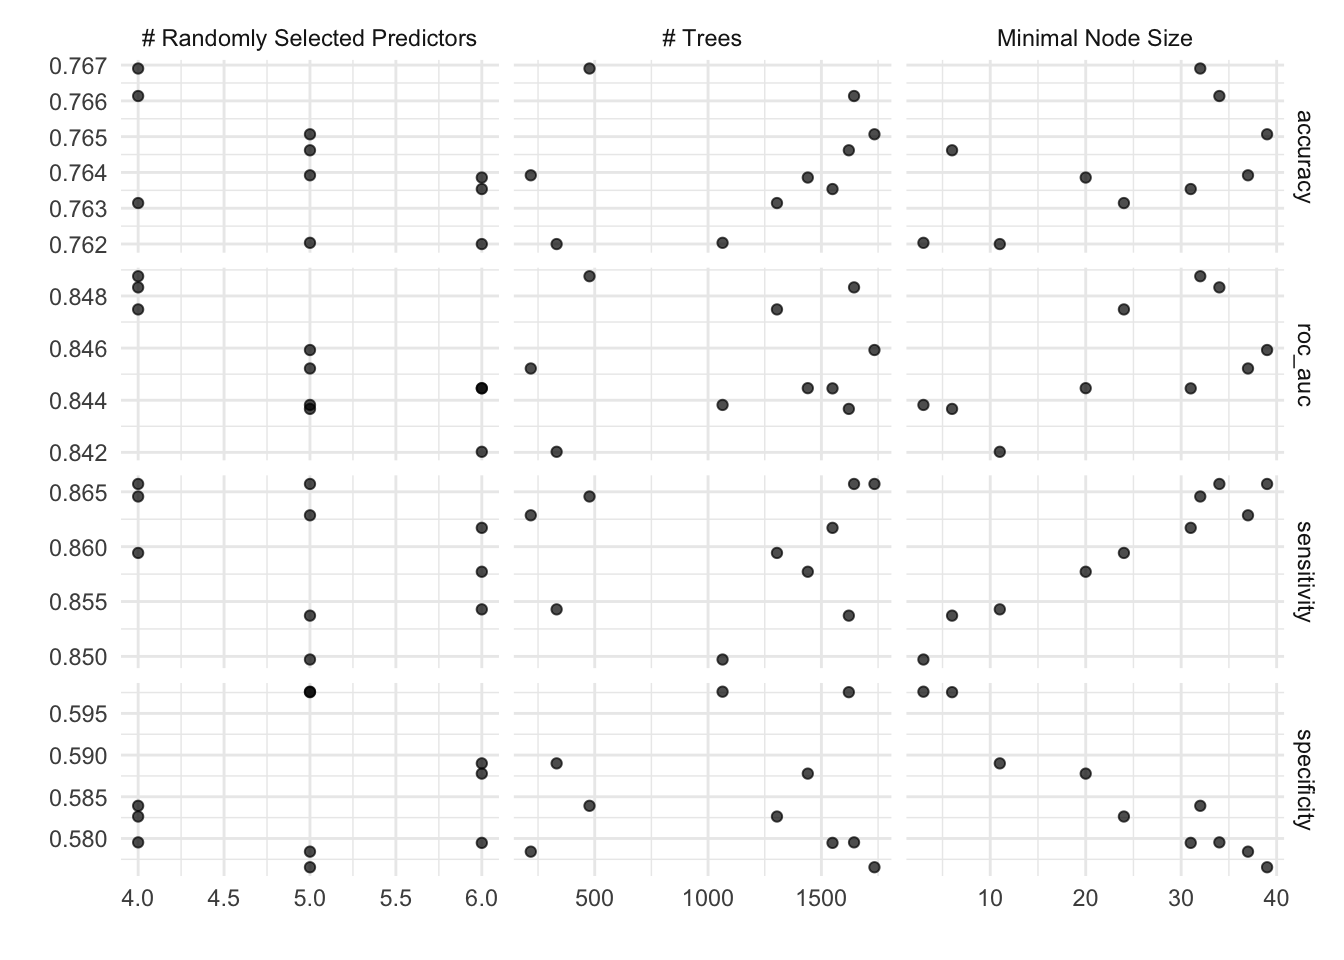 # Randomly Selected Predictors
# Trees
Minimal Node Size
0.767
0.766
0.765
0.764
0.763
0.762
accuracy
0.848
0.846
0.844
0.842
roc_auc
0.865
0.860
0.855
0.850
sensitivity
0.595
0.590
0.585
0.580
specificity
4.0 4.5 5.0 5.5 6.0
500 1000 1500
10 20 30 40